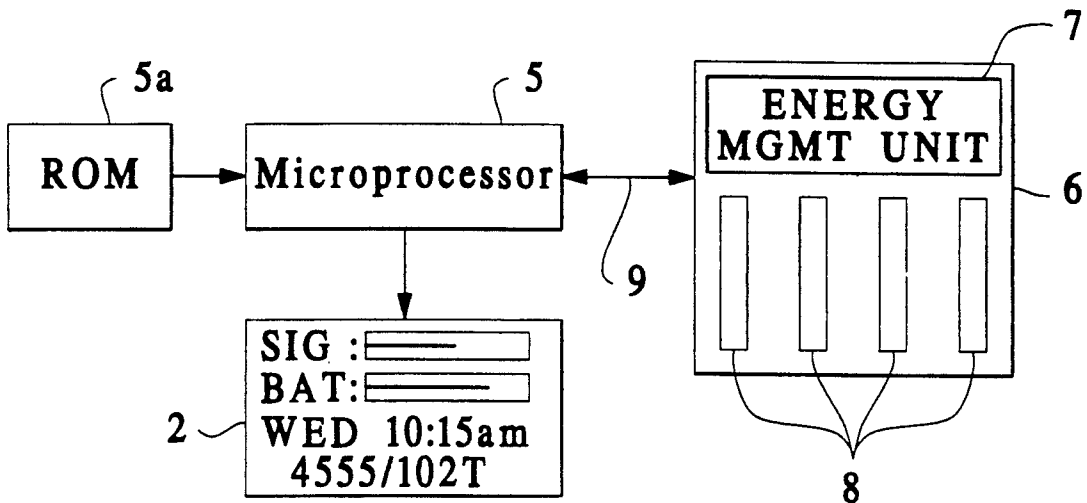 7
5a
5
ENERGY
MGMT UNIT
ROM
Microprocessor
6
9
SIG :
BAT:
2
WED 10:15am
4555/102T
8